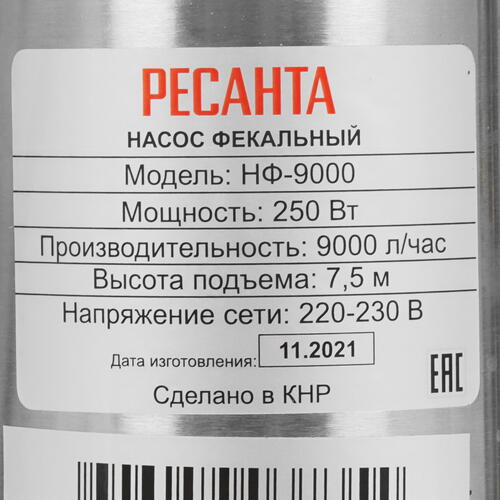 РЕСАНТА
НАСОС ФЕКАЛЬНЫЙ
Модель: НФ-9000
Мощность: 250 Вт
Производительность: 9000 л/час
Высота подъема: 7,5 м
Напряжение сети: 220-230 В
Дата изготовления: 11.2021
Сделано в КНР
ЕАС